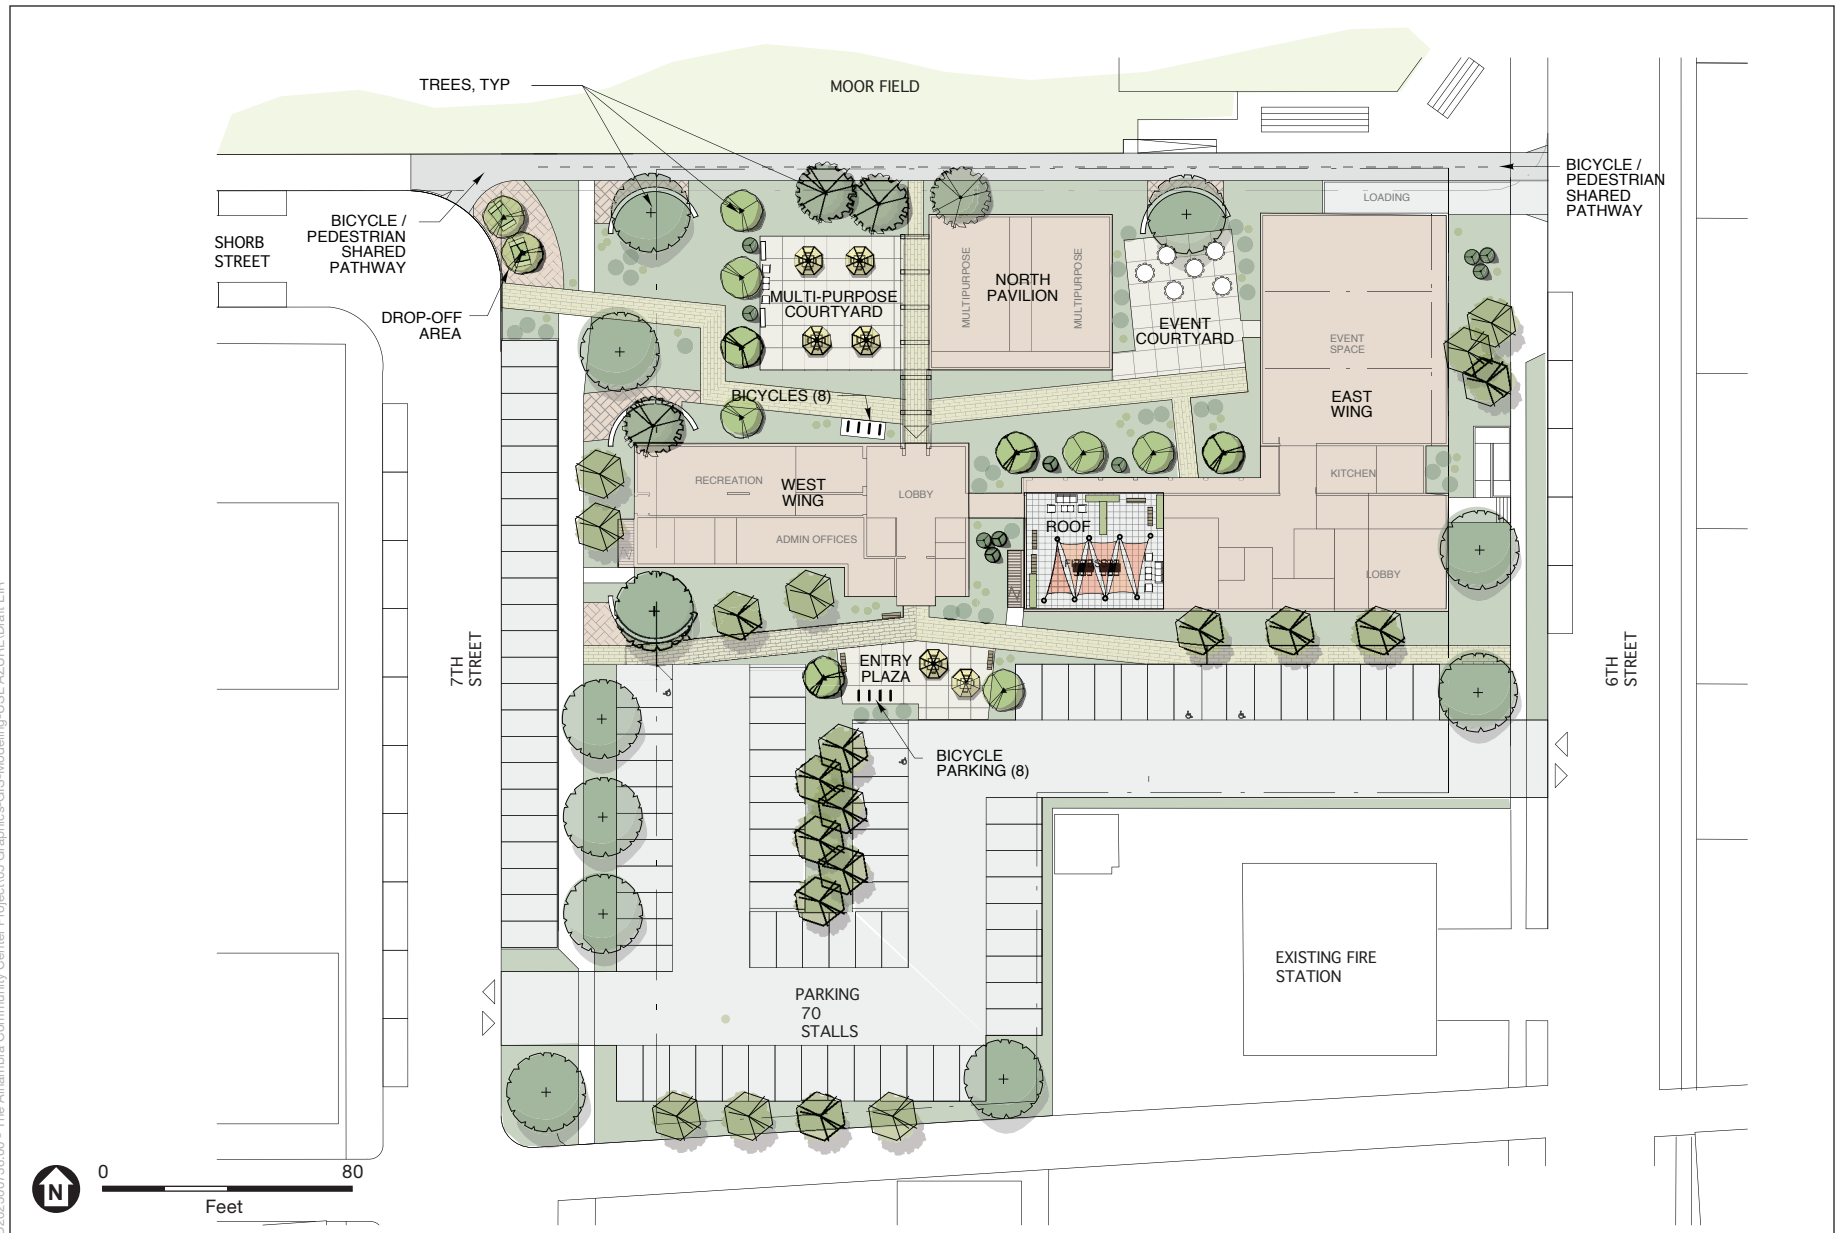 TREES, TYP
MOOR FIELD
BICYCLE /
PEDESTRIAN
SHARED
PATHWAY
LOADING
BICYCLE /
PEDESTRIAN
SHARED
PATHWAY
SHORB
STREET
DROP-OFF
AREA
MULTI-PURPOSE
COURTYARD
MULTIPURPOSE
NORTH
PAVILION
MULTIPURPOSE
EVENT
COURTYARD
EVENT
SPACE
EAST
WING
BICYCLES (8)
RECREATION
WEST
WING
LOBBY
KITCHEN
ROOF
ADMIN OFFICES
LOBBY
7TH
STREET
ENTRY
PLAZA
6TH
STREET
BICYCLE
PARKING (8)
PARKING
70
STALLS
EXISTING FIRE
STATION
N
0 80
Feet